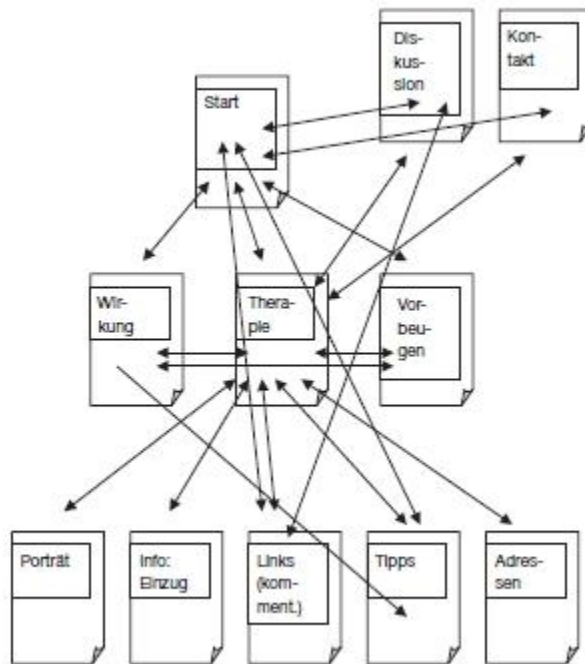 Dis-
kus-
sion
Kon-
takt
Start
Wir-
kung
Thera-
pie
Vor-
beu-
gen
Porträt
Info:
Einzug
Links
(kom-
ment.)
Tipps
Adres-
sen